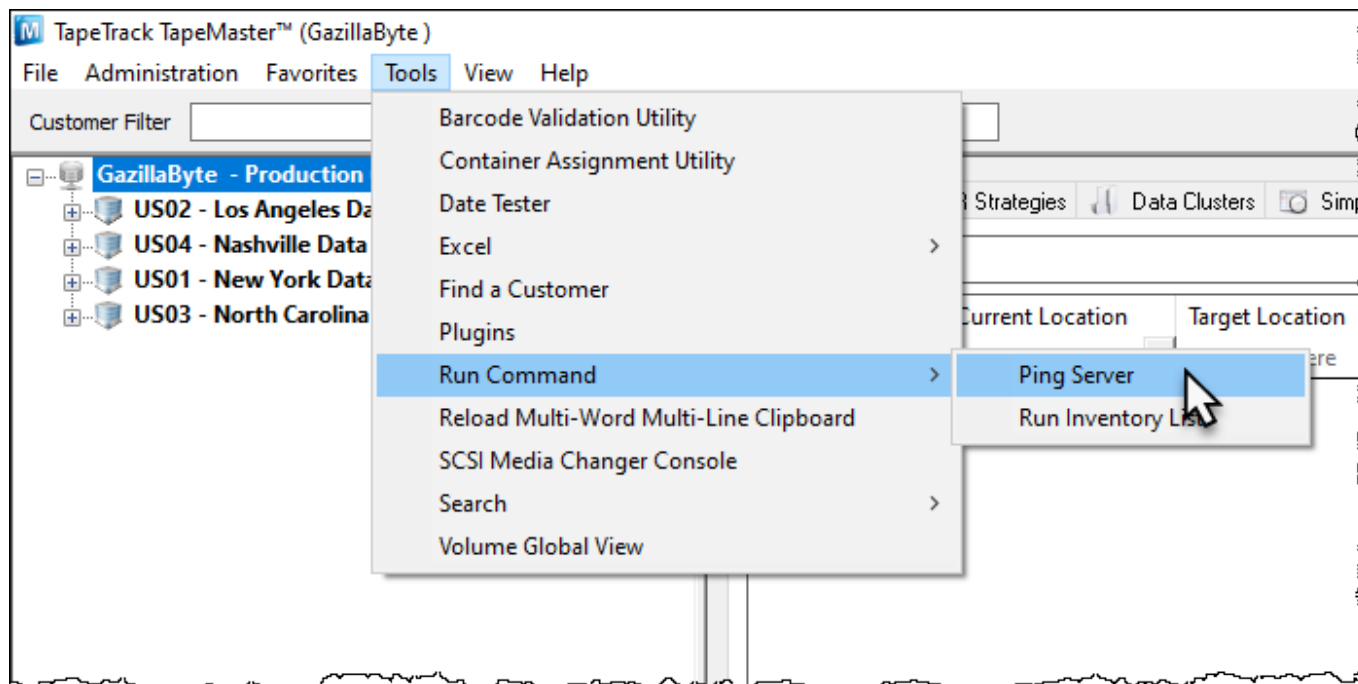 TapeTrack TapeMaster™ (GazillaByte )
File Administration Favorites Tools View Help
Customer Filter
Barcode Validation Utility
Container Assignment Utility
Date Tester
Excel
Find a Customer
Plugins
Run Command
Reload Multi-Word Multi-Line Clipboard
SCSI Media Changer Console
Search
Volume Global View
Ping Server
Run Inventory
GazillaByte - Production
US02 - Los Angeles Da
US04 - Nashville Data
US01 - New York Data
US03 - North Carolina
Strategies Data Clusters Simp
Current Location Target Location
ere